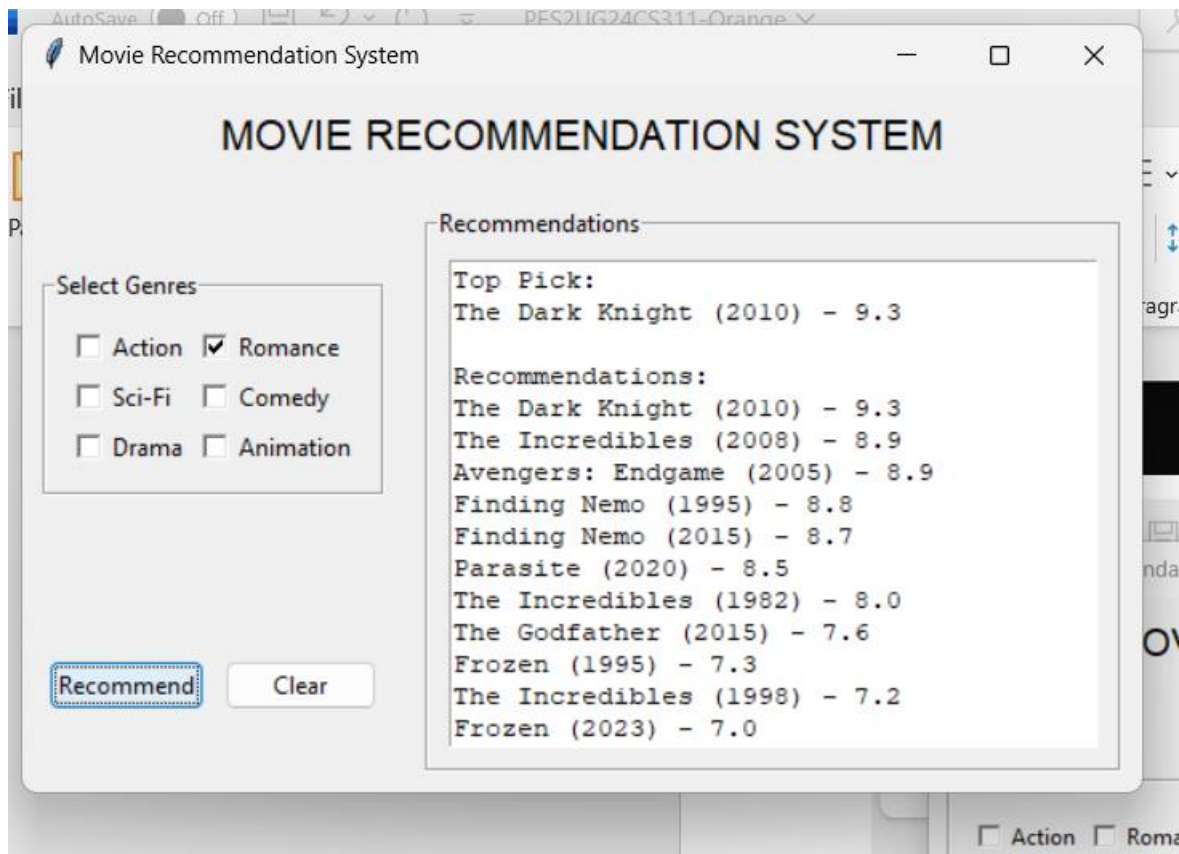 AutoSave Off PES2UG24CS311-Orange
Movie Recommendation System
MOVIE RECOMMENDATION SYSTEM
Select Genres
Action Romance
Sci-Fi Comedy
Drama Animation
Recommend Clear
Recommendations
Top Pick:
The Dark Knight (2010) - 9.3
Recommendations:
The Dark Knight (2010) - 9.3
The Incredibles (2008) - 8.9
Avengers: Endgame (2005) - 8.9
Finding Nemo (1995) - 8.8
Finding Nemo (2015) - 8.7
Parasite (2020) - 8.5
The Incredibles (1982) - 8.0
The Godfather (2015) - 7.6
Frozen (1995) - 7.3
The Incredibles (1998) - 7.2
Frozen (2023) - 7.0
Action